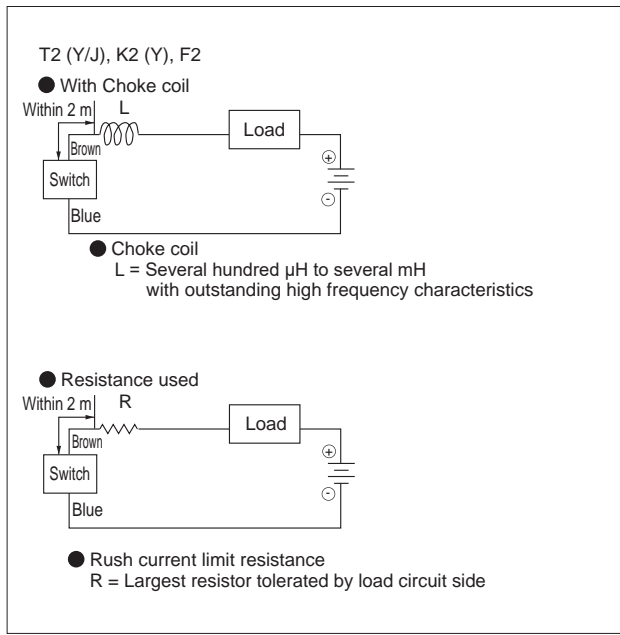 T2 (Y/J), K2 (Y), F2
● With Choke coil
Within 2 m
L
Brown
Load
Switch
Blue
+
-
● Choke coil
L = Several hundred µH to several mH
with outstanding high frequency characteristics
● Resistance used
Within 2 m
R
Brown
Load
Switch
Blue
+
-
● Rush current limit resistance
R = Largest resistor tolerated by load circuit side